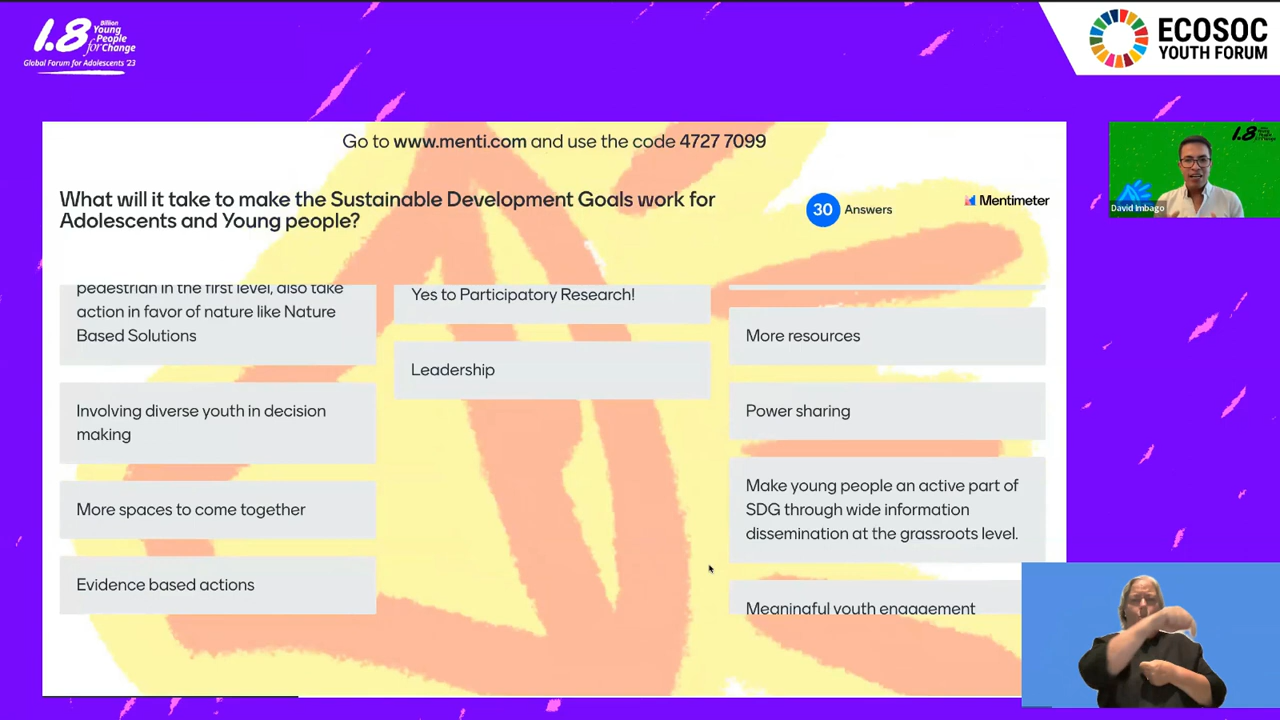 1.8 Billion
Young
People
for Change
Global Forum for Adolescents '23
ECOSOC
YOUTH FORUM
Go to www.menti.com and use the code 4727 7099
What will it take to make the Sustainable Development Goals work for
Adolescents and Young people?
30 Answers
Mentimeter
pedestrian in the first level, also take
action in favor of nature like Nature
Based Solutions
Involving diverse youth in decision
making
More spaces to come together
Evidence based actions
Yes to Participatory Research!
Leadership
More resources
Power sharing
Make young people an active part of
SDG through wide information
dissemination at the grassroots level.
Meaningful youth engagement
1.8
David Imbago